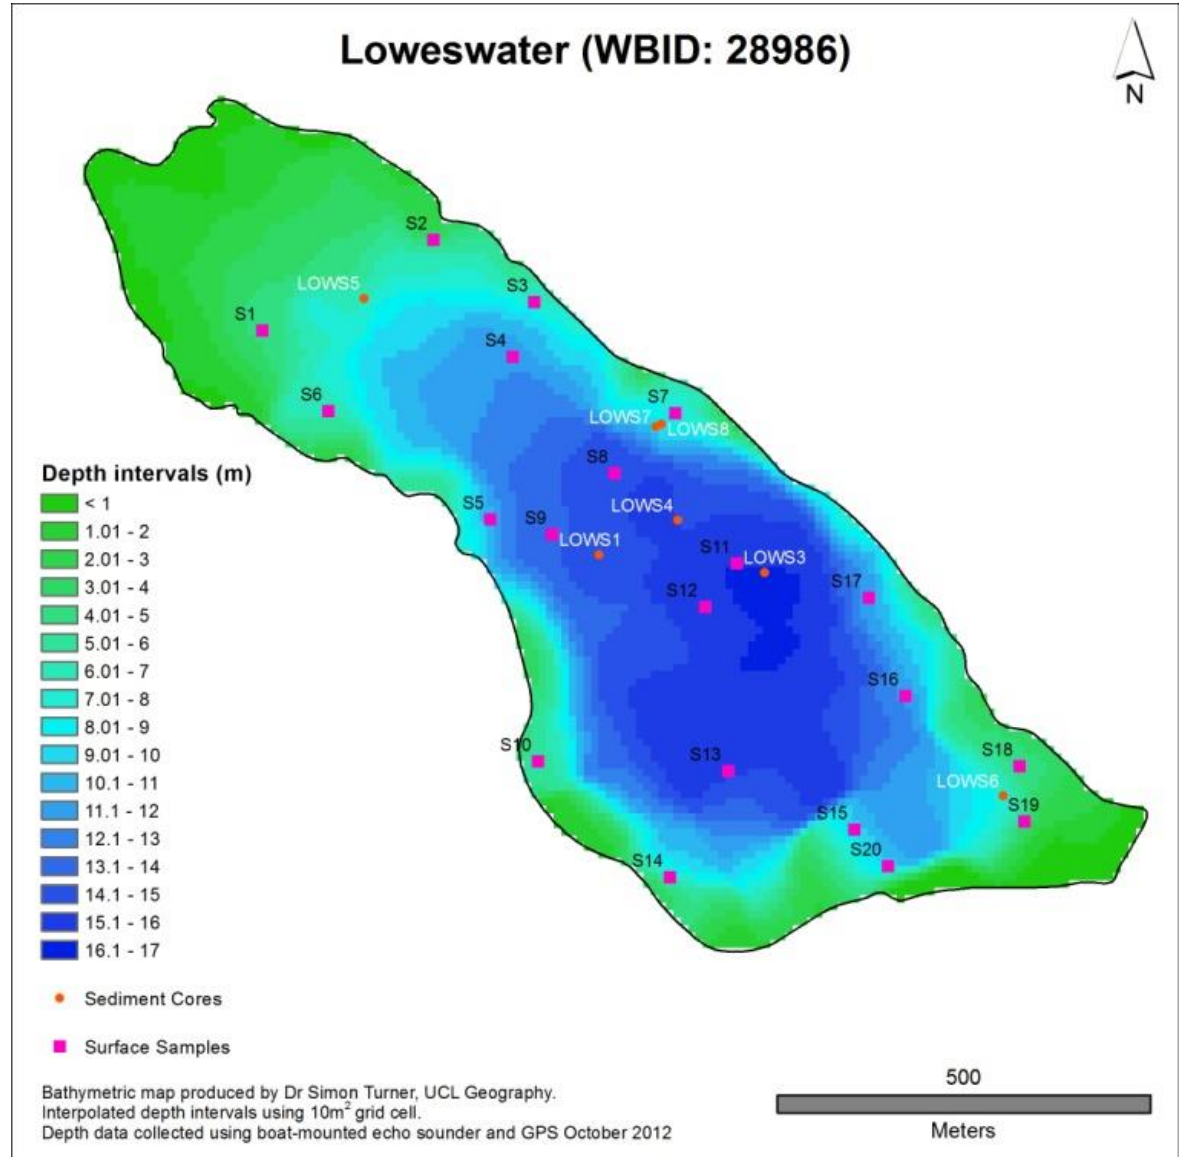 Loweswater (WBID: 28986)
N
S2
LOWS5
S3
S1
S4
S6
S7
LOWS7
LOWS8
S8
Depth intervals (m)
< 1
1.01 - 2
2.01 - 3
3.01 - 4
4.01 - 5
5.01 - 6
6.01 - 7
7.01 - 8
8.01 - 9
9.01 - 10
10.1 - 11
11.1 - 12
12.1 - 13
13.1 - 14
14.1 - 15
15.1 - 16
16.1 - 17
S5
LOWS4
S9
LOWS1
S11
LOWS3
S12
S17
S16
S10
S13
S18
LOWS6
S15
S19
S20
S14
Sediment Cores
Surface Samples
Bathymetric map produced by Dr Simon Turner, UCL Geography.
Interpolated depth intervals using 10m² grid cell.
Depth data collected using boat-mounted echo sounder and GPS October 2012
500
Meters